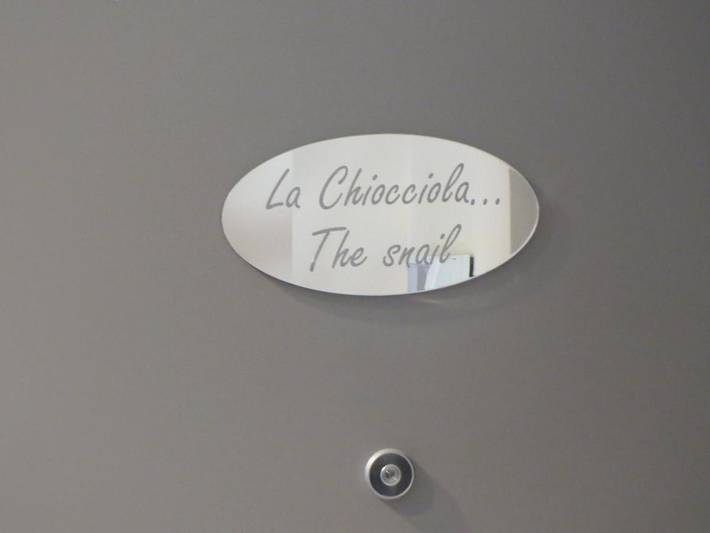 La Chiocciola...
The snail